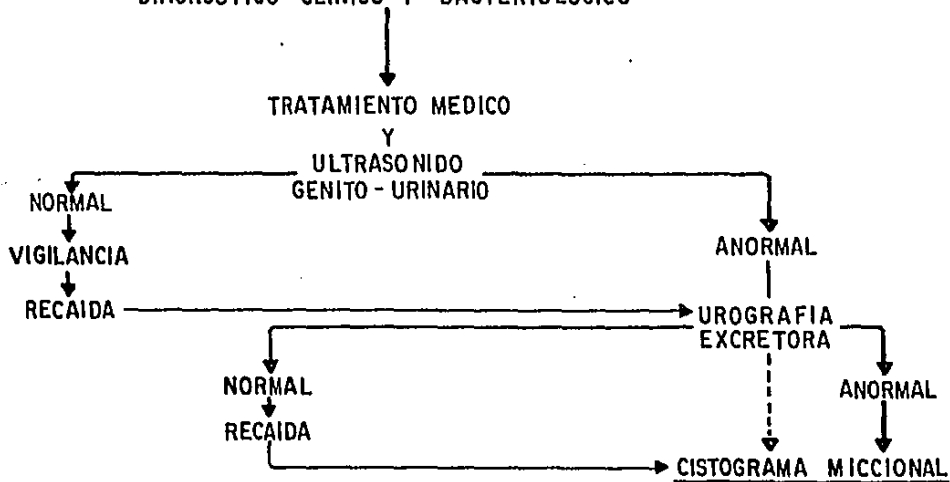 TRATAMIENTO MEDICO
Y
ULTRASONIDO
GENITO - URINARIO
NORMAL
ANORMAL
VIGILANCIA
RECAIDA
UROGRAFIA
EXCRETORA
NORMAL
ANORMAL
RECAIDA
CISTOGRAMA MICCIONAL